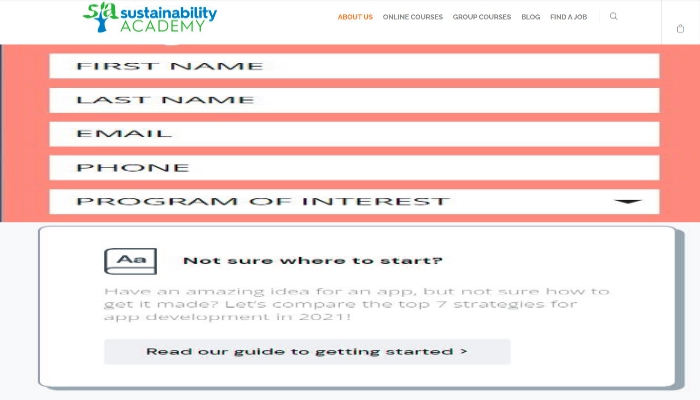 sa sustainability
ACADEMY
ABOUT US ONLINE COURSES GROUP COURSES BLOG FIND A JOB
FIRST NAME
LAST NAME
EMAIL
PHONE
PROGRAM OF INTEREST
Aa Not sure where to start?
Have an amazing idea for an app, but not sure how to
get it made? Let's compare the top 7 strategies for
app development in 2021!
Read our guide to getting started >